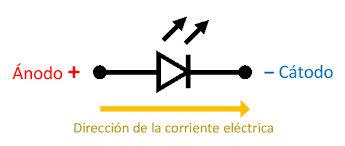 Ánodo + – Cátodo
Dirección de la corriente eléctrica